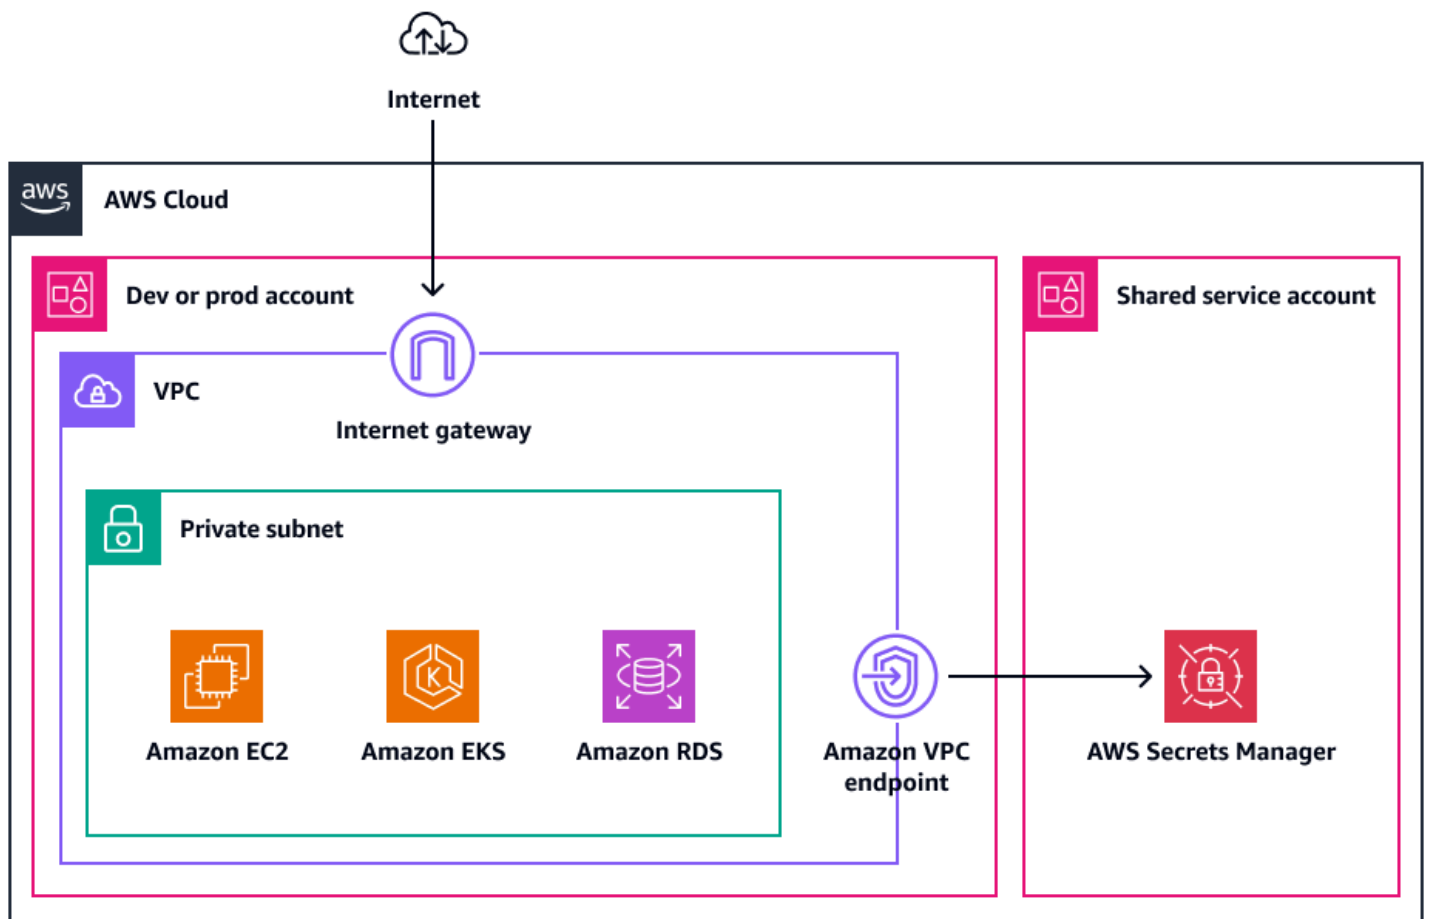 Internet
aws
AWS Cloud
Dev or prod account
Shared service account
VPC
Internet gateway
Private subnet
K
Amazon EC2
Amazon EKS
Amazon RDS
Amazon VPC
endpoint
AWS Secrets Manager